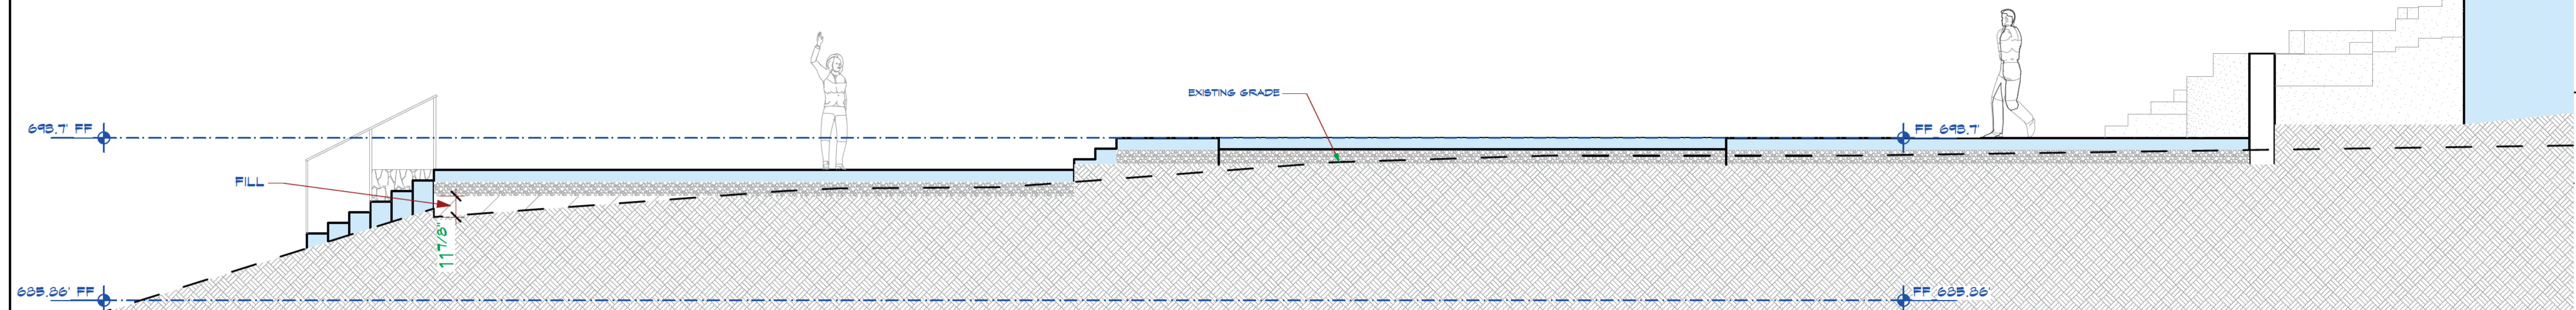 EXISTING GRADE
693.7' FF
FF 693.7'
FILL
11 7/8"
685.86' FF
FF 685.86'